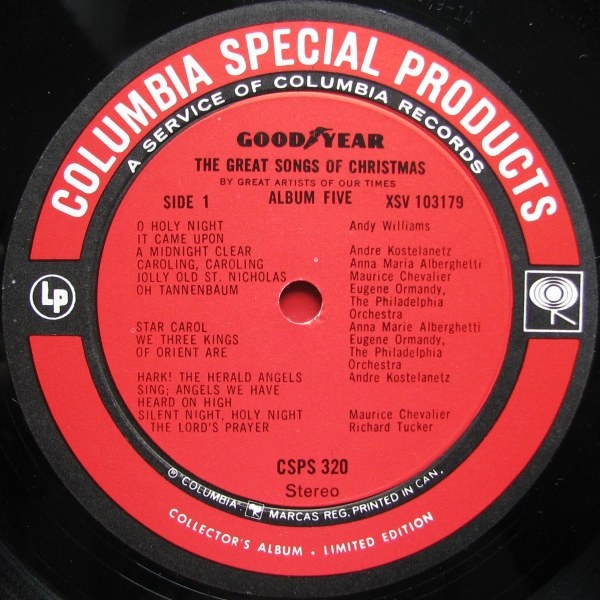 COLUMBIA SPECIAL PRODUCTS
A SERVICE OF COLUMBIA RECORDS
GOODYEAR
THE GREAT SONGS OF CHRISTMAS
BY GREAT ARTISTS OF OUR TIMES
SIDE 1 ALBUM FIVE XSV 103179
O HOLY NIGHT Andy Williams
IT CAME UPON
A MIDNIGHT CLEAR Andre Kostelanetz
CAROLING, CAROLING Anna Maria Alberghetti
JOLLY OLD ST. NICHOLAS Maurice Chevalier
OH TANNENBAUM Eugene Ormandy,
The Philadelphia
Orchestra
STAR CAROL Anna Marie Alberghetti
WE THREE KINGS Eugene Ormandy,
OF ORIENT ARE The Philadelphia
Orchestra
HARK! THE HERALD ANGELS Andre Kostelanetz
SING; ANGELS WE HAVE
HEARD ON HIGH
SILENT NIGHT, HOLY NIGHT Maurice Chevalier
THE LORD'S PRAYER Richard Tucker
LP
CSPS 320
Stereo
℗ "COLUMBIA" MARCAS REG. PRINTED IN CAN.
COLLECTOR'S ALBUM • LIMITED EDITION